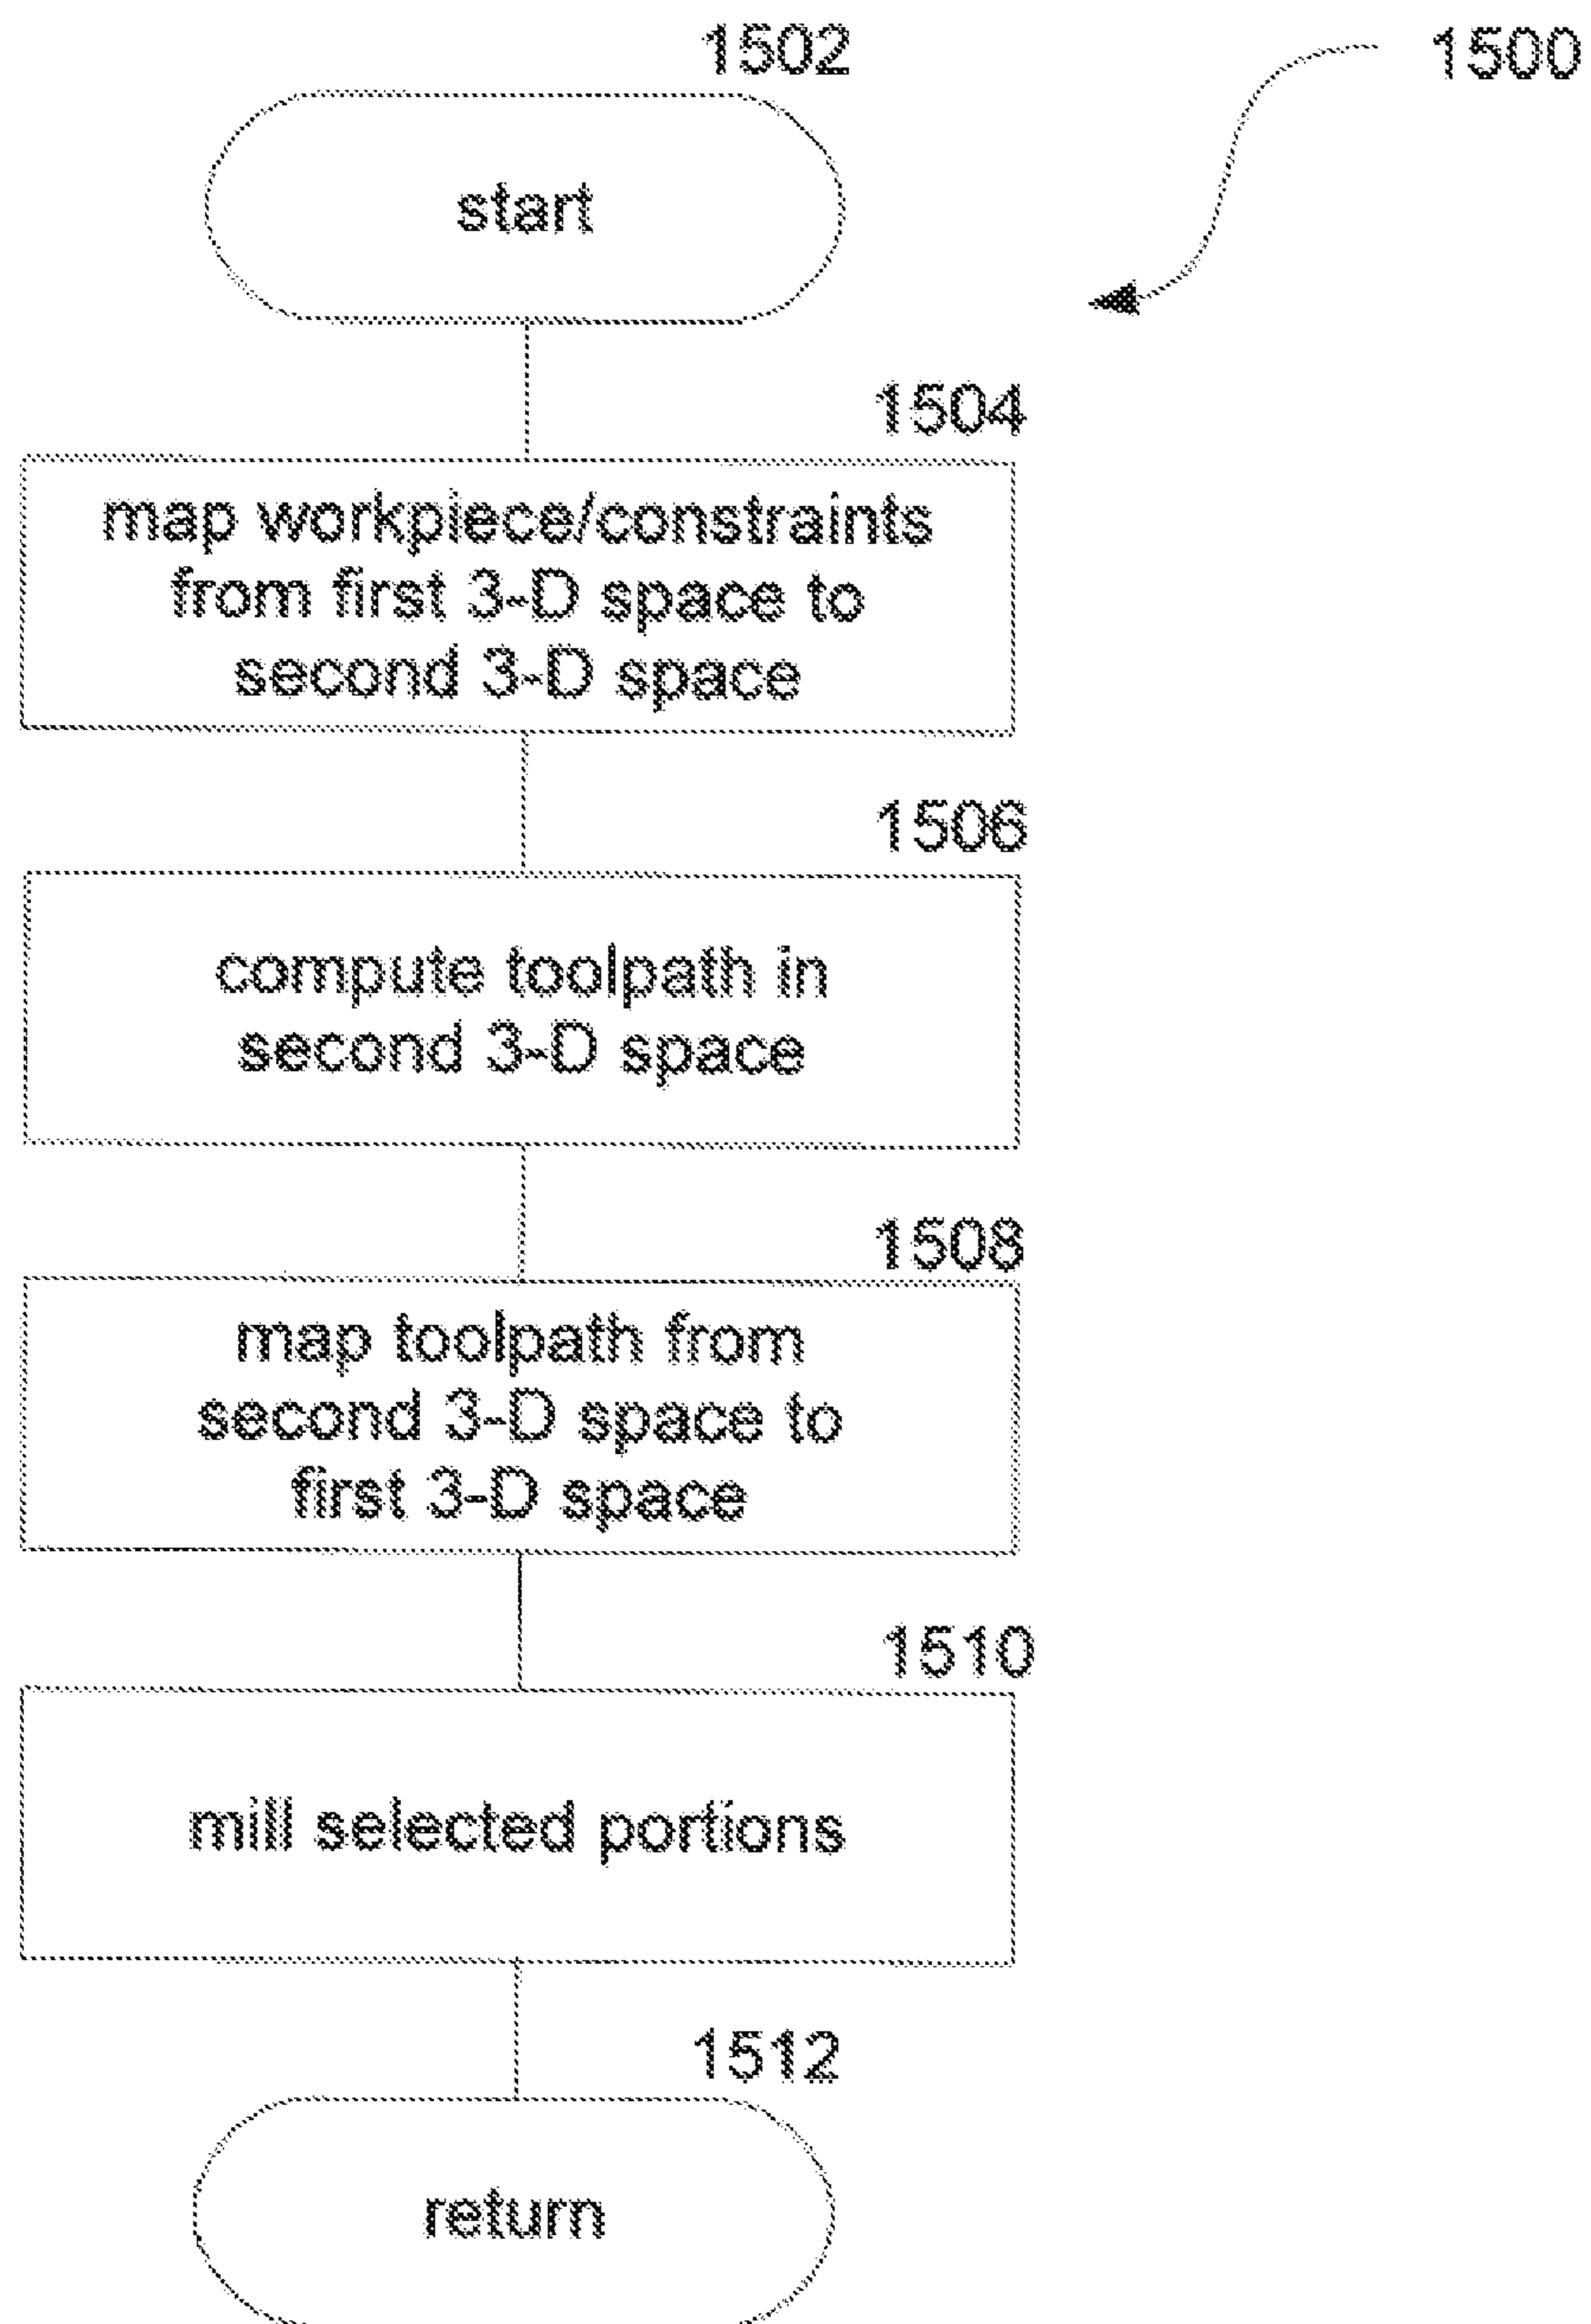 1502
1500
start
1504
map workpiece/constraints
from first 3-D space to
second 3-D space
1506
compute toolpath in
second 3-D space
1508
map toolpath from
second 3-D space to
first 3-D space
1510
mill selected portions
1512
return